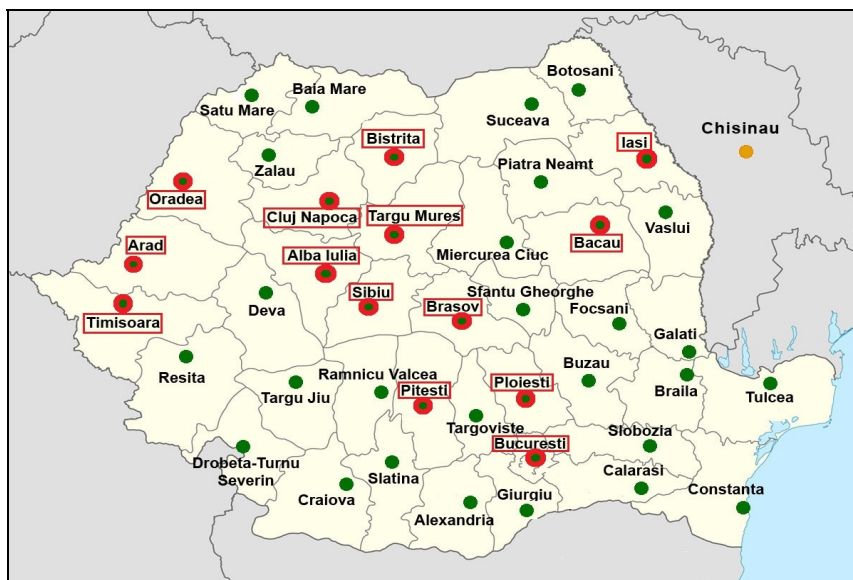 Botosani
Baia Mare
Satu Mare
Suceava
Chisinau
Bistrita
Iasi
Zalau
Piatra Neamt
Oradea
Cluj Napoca
Targu Mures
Vaslui
Arad
Alba Iulia
Miercurea Ciuc
Bacau
Sibiu
Sfantu Gheorghe
Deva
Brasov
Focsani
Timisoara
Galati
Resita
Ramnicu Valcea
Buzau
Targu Jiu
Pitesti
Ploiesti
Braila
Tulcea
Targoviste
Slobozia
Bucuresti
Drobeta-Turnu
Severin
Slatina
Calarasi
Craiova
Giurgiu
Constanta
Alexandria